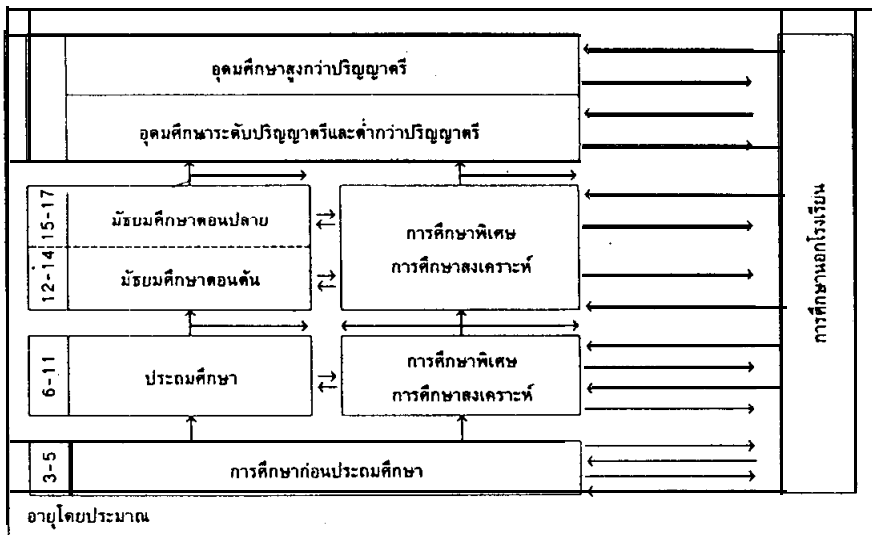 อุดมศึกษาสูงกว่าปริญญาตรี
อุดมศึกษาระดับปริญญาตรีและต่ำกว่าปริญญาตรี
15-17
มัธยมศึกษาตอนปลาย
12-14
มัธยมศึกษาตอนต้น
การศึกษาพิเศษ
การศึกษาสงเคราะห์
6-11
ประถมศึกษา
การศึกษาพิเศษ
การศึกษาสงเคราะห์
3-5
การศึกษาก่อนประถมศึกษา
การศึกษานอกโรงเรียน
อายุโดยประมาณ